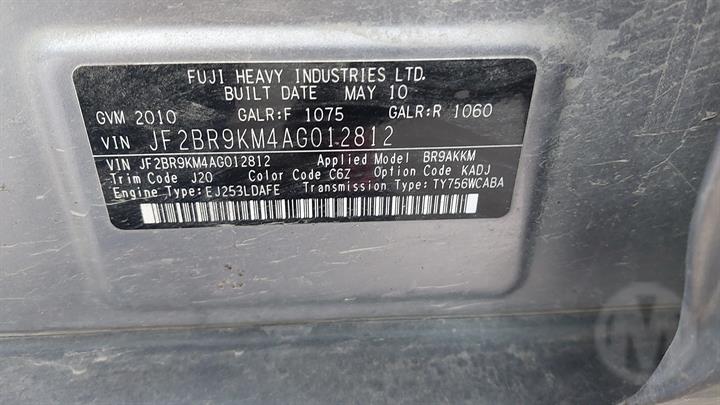 FUJI HEAVY INDUSTRIES LTD.
BUILT DATE MAY 10
GVM 2010 GALR:F 1075 GALR:R 1060
VIN JF2BR9KM4AG012812
VIN JF2BR9KM4AG012812 Applied Model BR9AKKM
Trim Code J20 Color Code C6Z Option Code KADJ
Engine Type:EJ253LDAFE Transmission Type:TY756WCABA
M